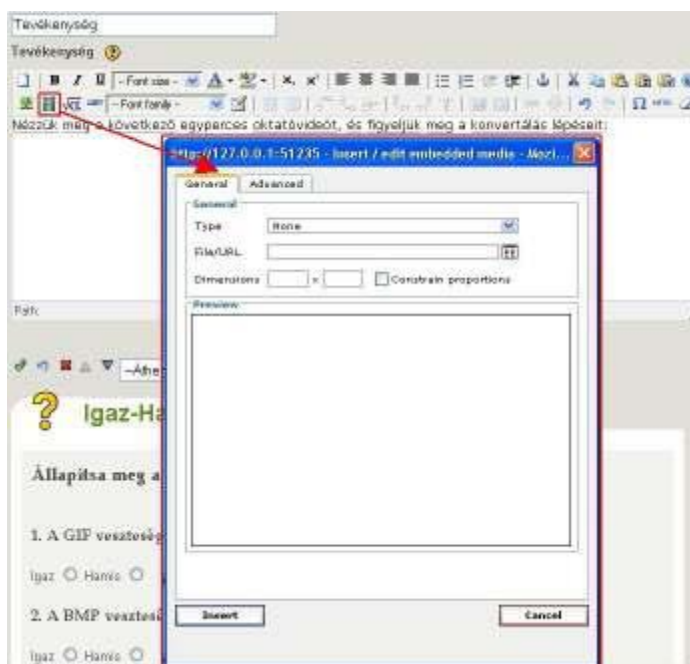 Tevékenység
Tevékenység
B I U -- Font size --
-- Font family --
Nézzük meg a következő egyperces oktatóvideót, és figyeljük meg a konvertálás lépéseit:
http://127.0.0.1:51235 - Insert / edit embedded media - Mozi...
General Advanced
General
Type None
File/URL
Dimensions x Constrain proportions
Preview
Path:
Igaz-Ha
Állapítsa meg a
1. A GIF veszteség
Igaz Hamis
2. A BMP veszteség
Igaz Hamis
Insert Cancel